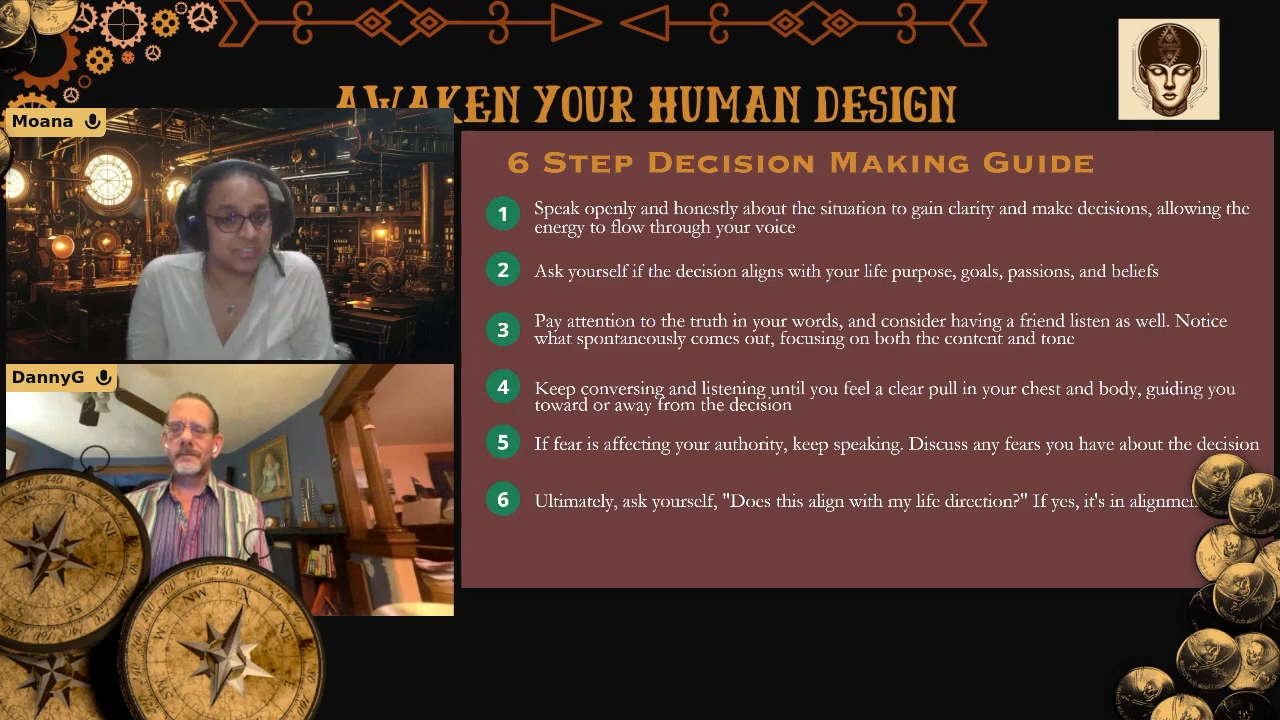 AWAKEN YOUR HUMAN DESIGN
Moana
6 Step Decision Making Guide
1
Speak openly and honestly about the situation to gain clarity and make decisions, allowing the
energy to flow through your voice
2
Ask yourself if the decision aligns with your life purpose, goals, passions, and beliefs
3
Pay attention to the truth in your words, and consider having a friend listen as well. Notice
what spontaneously comes out, focusing on both the content and tone
DannyG
4
Keep conversing and listening until you feel a clear pull in your chest and body, guiding you
toward or away from the decision
5
If fear is affecting your authority, keep speaking. Discuss any fears you have about the decision
6
Ultimately, ask yourself, "Does this align with my life direction?" If yes, it's in